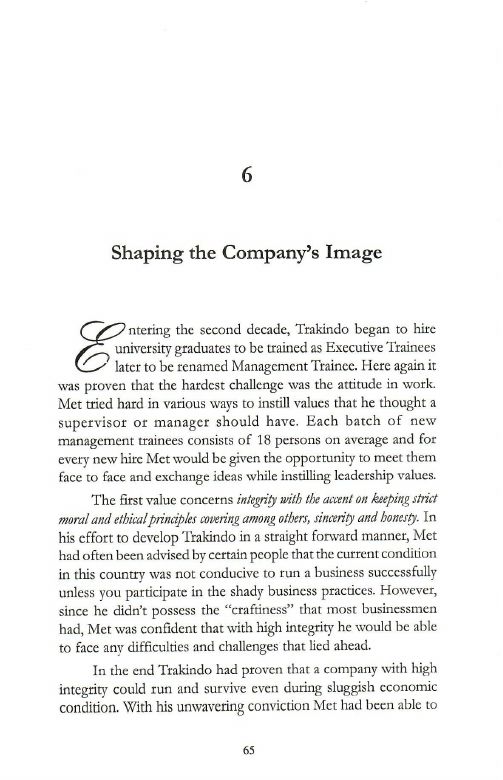 6
Shaping the Company's Image
Entering the second decade, Trakindo began to hire
university graduates to be trained as Executive Trainees
later to be renamed Management Trainee. Here again it
was proven that the hardest challenge was the attitude in work.
Met tried hard in various ways to instill values that he thought a
supervisor or manager should have. Each batch of new
management trainees consists of 18 persons on average and for
every new hire Met would be given the opportunity to meet them
face to face and exchange ideas while instilling leadership values.
The first value concerns integrity with the accent on keeping strict
moral and ethical principles covering among others, sincerity and honesty. In
his effort to develop Trakindo in a straight forward manner, Met
had often been advised by certain people that the current condition
in this country was not conducive to run a business successfully
unless you participate in the shady business practices. However,
since he didn't possess the “craftiness” that most businessmen
had, Met was confident that with high integrity he would be able
to face any difficulties and challenges that lied ahead.
In the end Trakindo had proven that a company with high
integrity could run and survive even during sluggish economic
condition. With his unwavering conviction Met had been able to
65